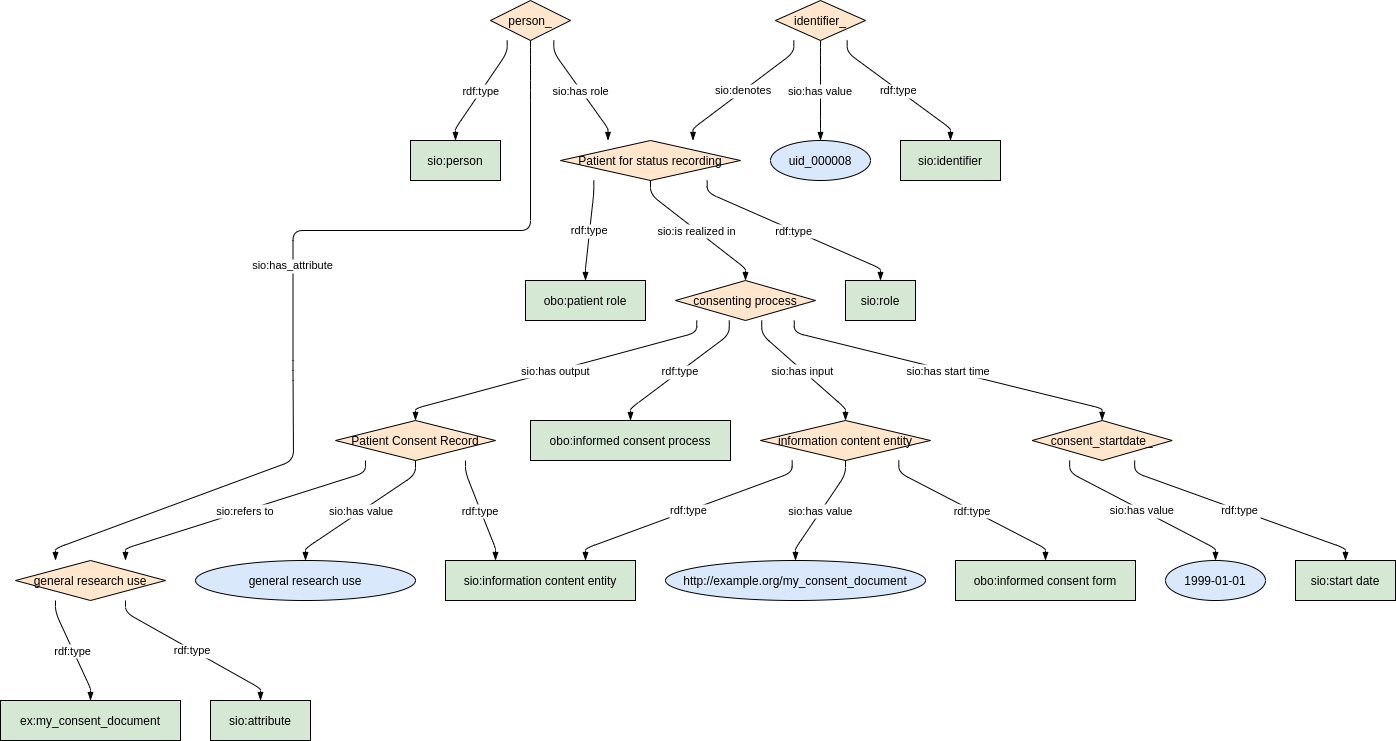 person_
identifier_
rdf:type
sio:has role
sio:denotes
sio:has value
rdf:type
sio:person
Patient for status recording
uid_000008
sio:identifier
rdf:type
sio:is realized in
rdf:type
sio:has_attribute
obo:patient role
consenting process
sio:role
sio:has output
rdf:type
sio:has input
sio:has start time
Patient Consent Record
obo:informed consent process
information content entity
consent_startdate_
sio:refers to
sio:has value
rdf:type
rdf:type
sio:has value
rdf:type
sio:has value
rdf:type
general research use
general research use
sio:information content entity
http://example.org/my_consent_document
obo:informed consent form
1999-01-01
sio:start date
rdf:type
rdf:type
ex:my_consent_document
sio:attribute